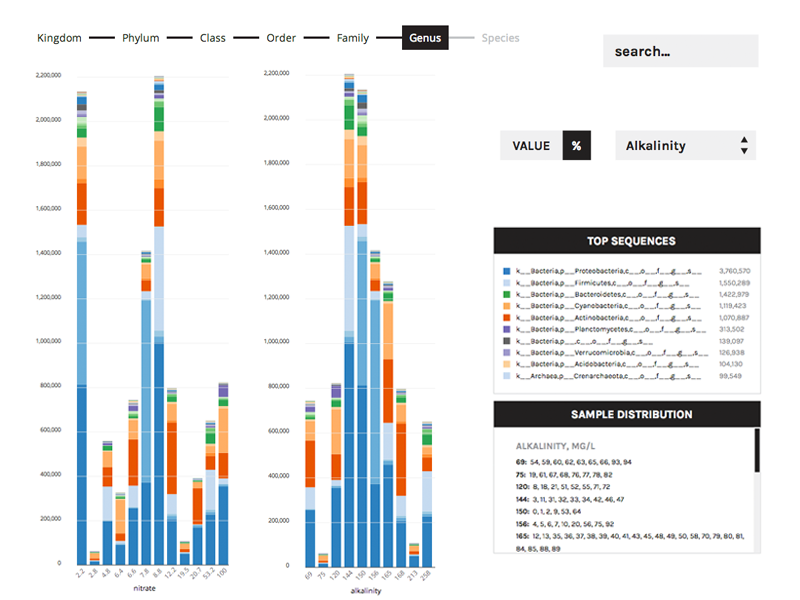 Kingdom Phylum Class Order Family Genus Species
search...
VALUE % Alkalinity
2,200,000
2,000,000
1,800,000
1,600,000
1,400,000
1,200,000
1,000,000
800,000
600,000
400,000
200,000
0
2.2 2.8 4.8 6.4 6.6 7.8 8.8 12.2 19.5 20.7 53.2 100
nitrate
2,200,000
2,000,000
1,800,000
1,600,000
1,400,000
1,200,000
1,000,000
800,000
600,000
400,000
200,000
0
69 75 120 144 150 156 165 168 213 258
alkalinity
TOP SEQUENCES
k__Bacteria,p__Proteobacteria,c__,o__,f__,g__,s__ 3,760,570
k__Bacteria,p__Firmicutes,c__,o__,f__,g__,s__ 1,550,289
k__Bacteria,p__Bacteroidetes,c__,o__,f__,g__,s__ 1,422,979
k__Bacteria,p__Cyanobacteria,c__,o__,f__,g__,s__ 1,119,423
k__Bacteria,p__Actinobacteria,c__,o__,f__,g__,s__ 1,070,887
k__Bacteria,p__Planctomycetes,c__,o__,f__,g__,s__ 313,502
k__Bacteria,p__,c__,o__,f__,g__,s__ 139,097
k__Bacteria,p__Verrucomicrobia,c__,o__,f__,g__,s__ 126,938
k__Bacteria,p__Acidobacteria,c__,o__,f__,g__,s__ 104,130
k__Archaea,p__Crenarchaeota,c__,o__,f__,g__,s__ 99,549
SAMPLE DISTRIBUTION
ALKALINITY, MG/L
69: 54, 59, 60, 62, 63, 65, 66, 93, 94
75: 19, 61, 67, 68, 76, 77, 78, 82
120: 8, 18, 21, 51, 52, 55, 71, 72
144: 3, 11, 31, 32, 33, 34, 42, 46, 47
150: 0, 1, 2, 9, 53, 64
156: 4, 5, 6, 7, 10, 20, 56, 75, 92
165: 12, 13, 35, 36, 37, 38, 39, 40, 41, 43, 45, 48, 49, 50, 58, 70, 79, 80, 81,
84, 85, 88, 89